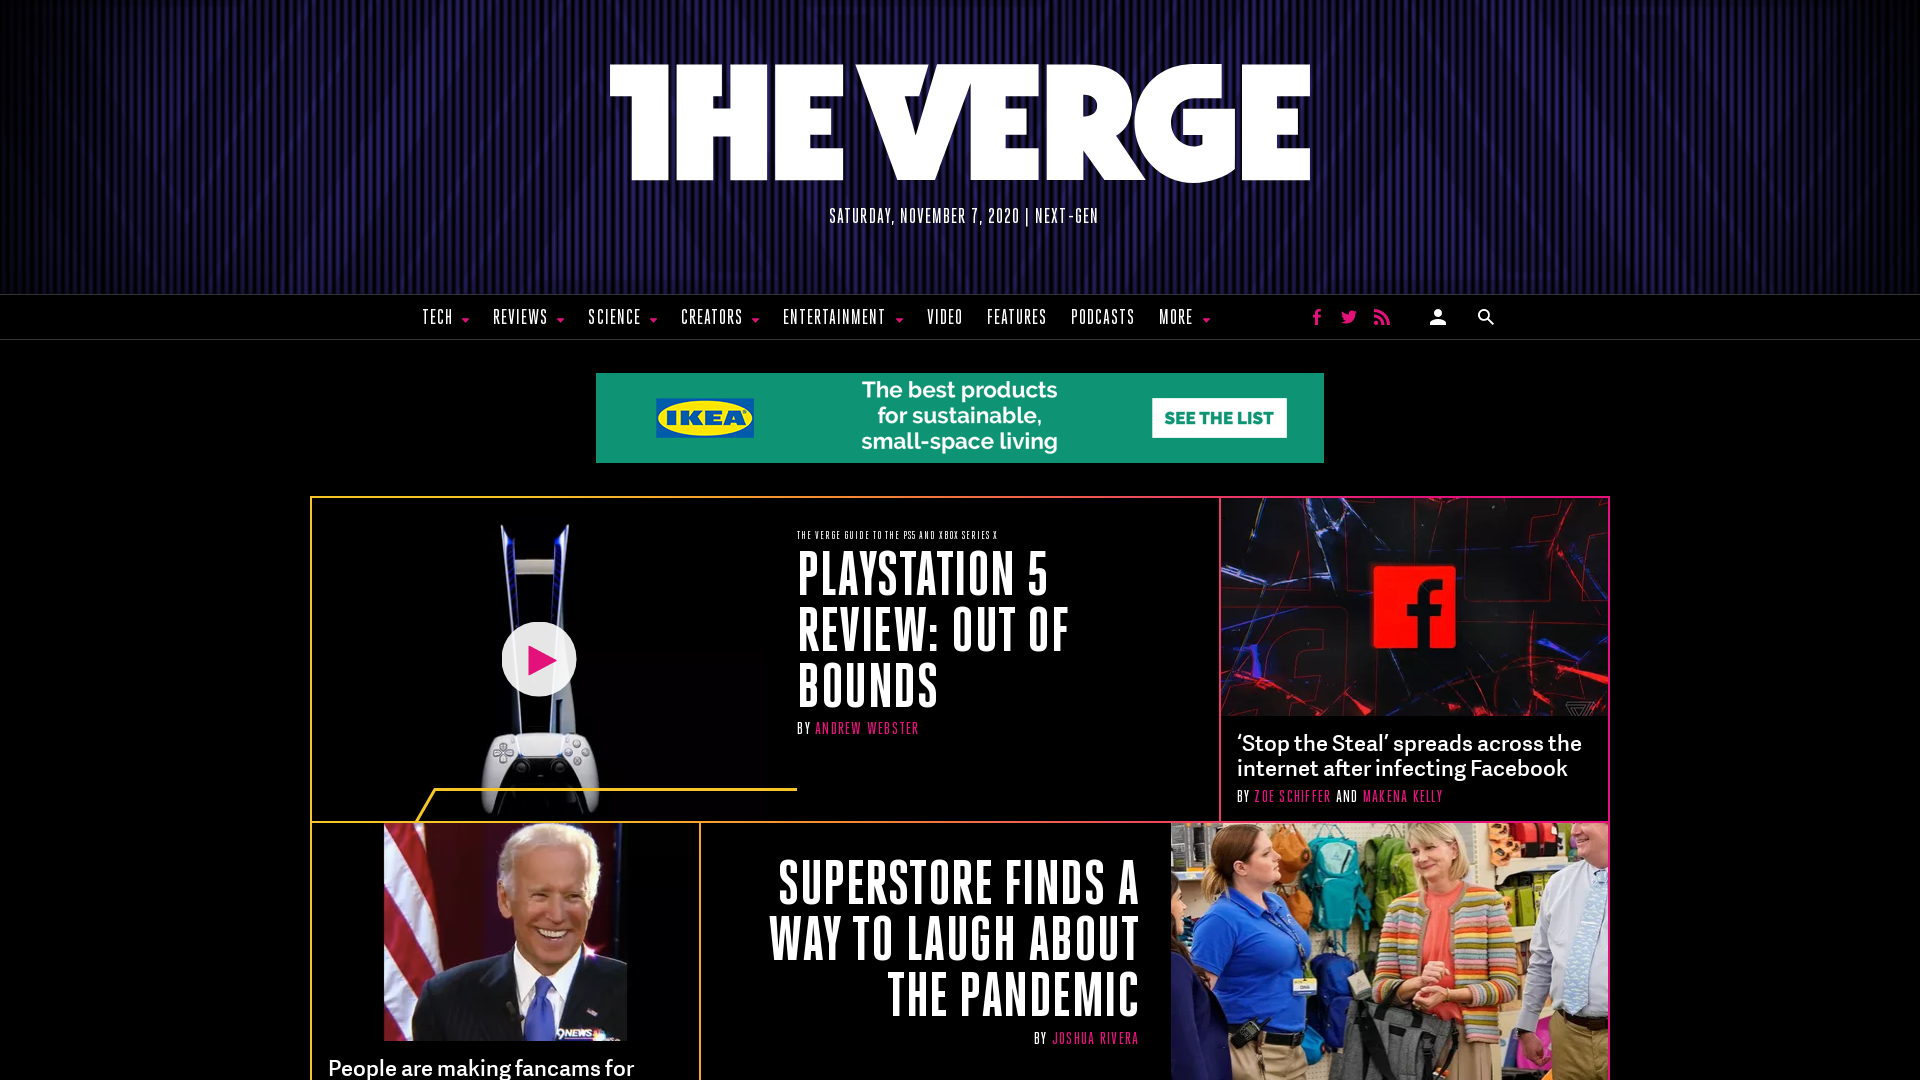 THE VERGE
SATURDAY, NOVEMBER 7, 2020 | NEXT-GEN
TECH REVIEWS SCIENCE CREATORS ENTERTAINMENT VIDEO FEATURES PODCASTS MORE
IKEA
The best products
for sustainable,
small-space living
SEE THE LIST
THE VERGE GUIDE TO THE PS5 AND XBOX SERIES X
PLAYSTATION 5
REVIEW: OUT OF
BOUNDS
BY ANDREW WEBSTER
‘Stop the Steal’ spreads across the
internet after infecting Facebook
BY ZOE SCHIFFER AND MAKENA KELLY
9NEWS
People are making fancams for
SUPERSTORE FINDS A
WAY TO LAUGH ABOUT
THE PANDEMIC
BY JOSHUA RIVERA